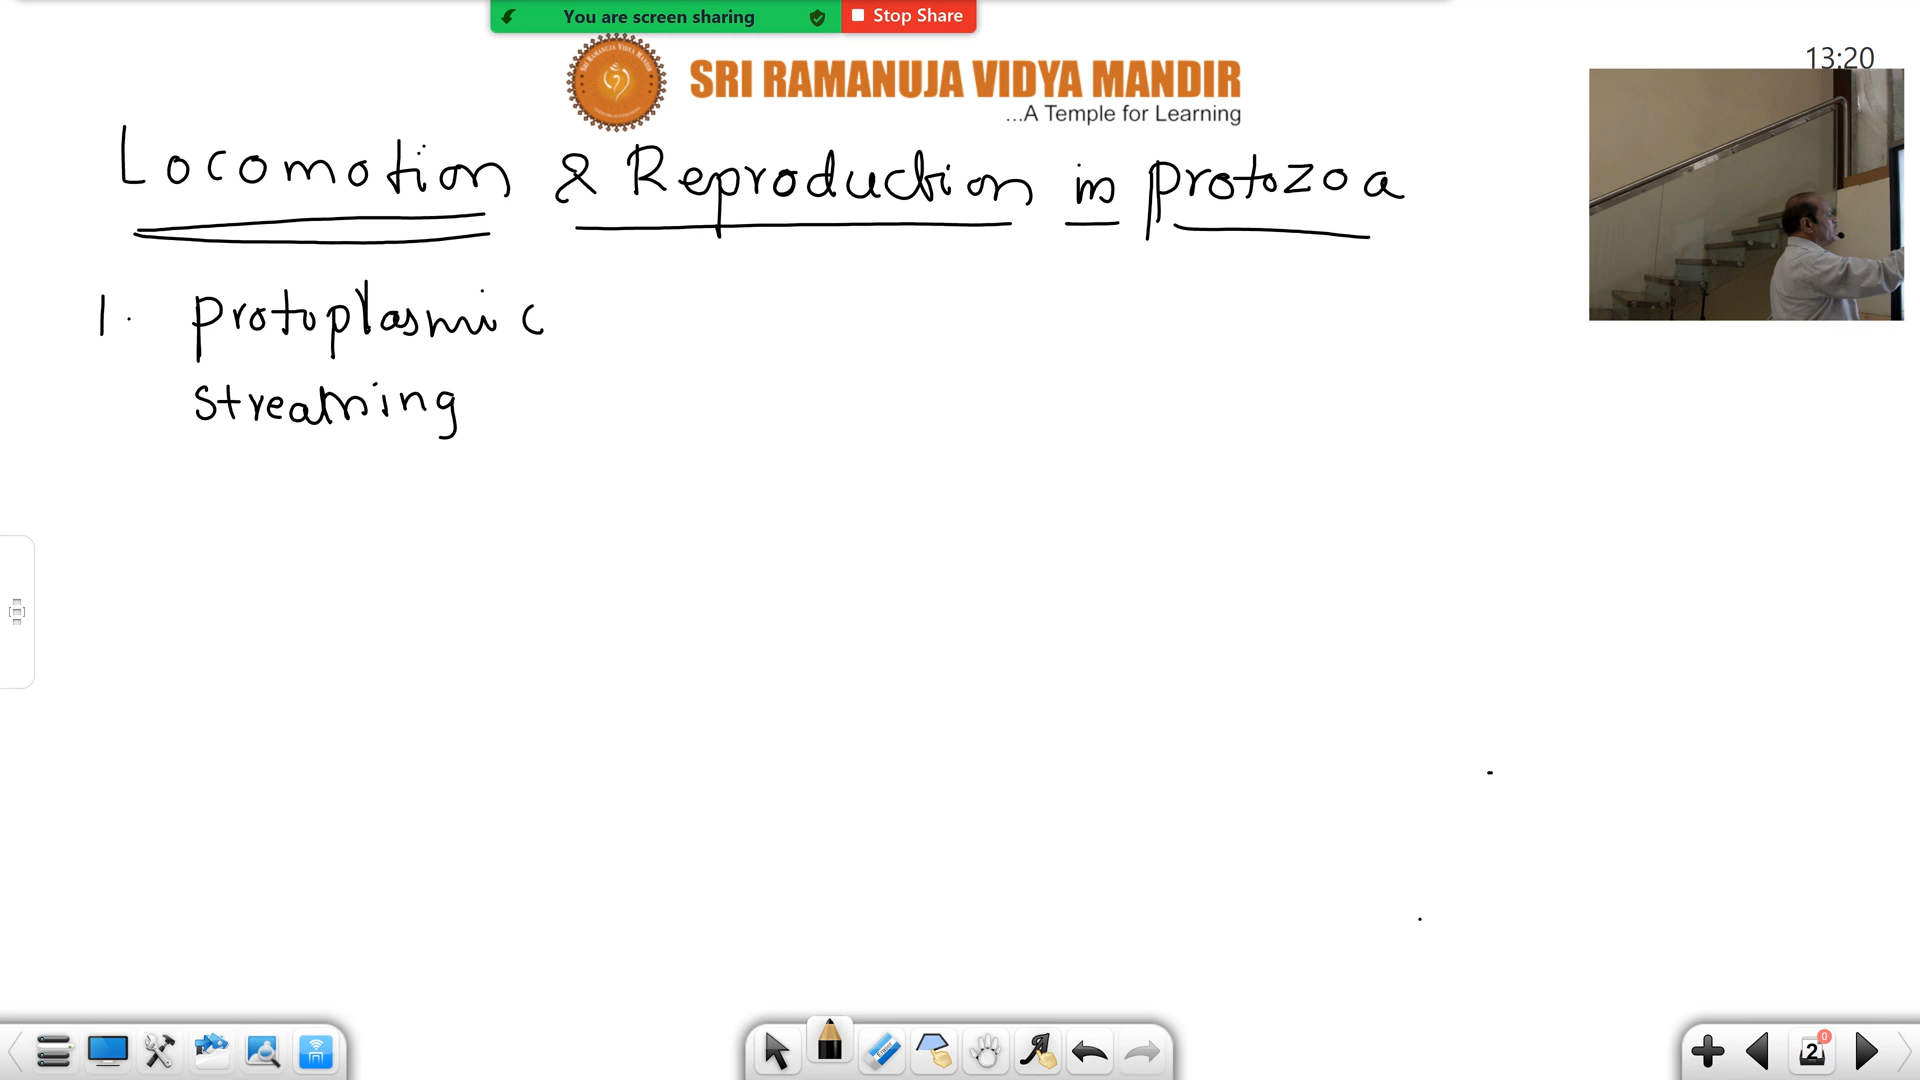 You are screen sharing Stop Share
13:20
SRI RAMANUJA VIDYA MANDIR
...A Temple for Learning
Locomotion & Reproduction in protozoa
1. protoplasmic
streaming
2
0